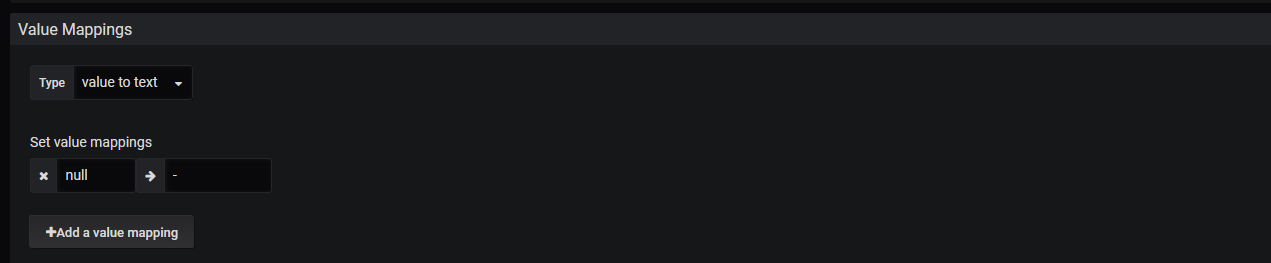 Value Mappings
Type value to text
Set value mappings
null -
Add a value mapping